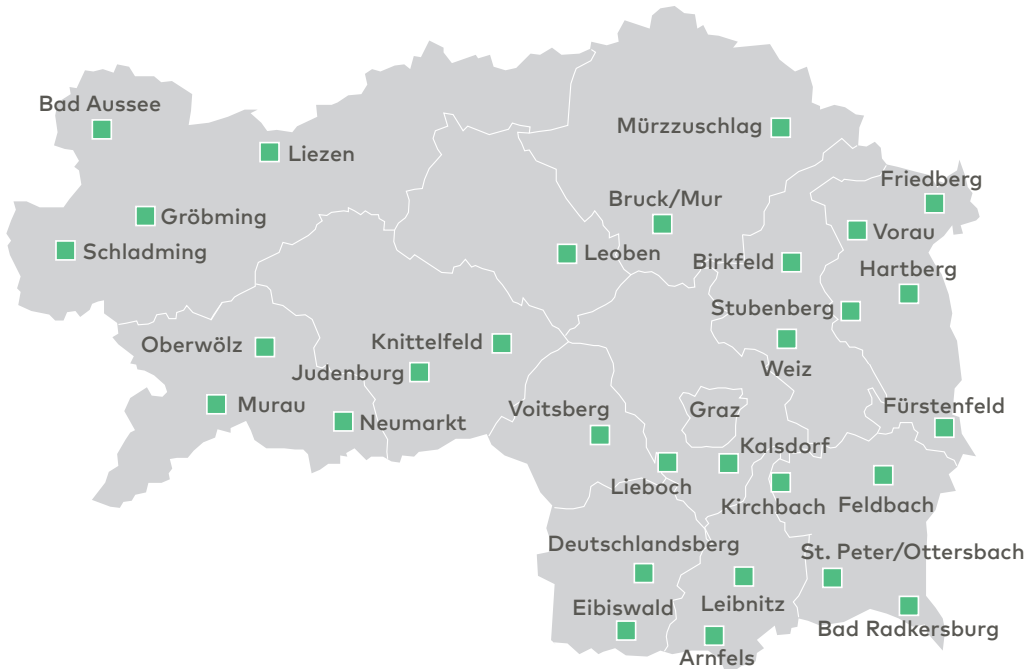 Bad Aussee
Mürzzuschlag
Liezen
Friedberg
Bruck/Mur
Gröbming
Vorau
Schladming
Leoben
Birkfeld
Hartberg
Stubenberg
Oberwölz
Knittelfeld
Judenburg
Weiz
Murau
Voitsberg
Graz
Fürstenfeld
Neumarkt
Kalsdorf
Lieboch
Kirchbach
Feldbach
Deutschlandsberg
St. Peter/Ottersbach
Eibiswald
Leibnitz
Bad Radkersburg
Arnfels